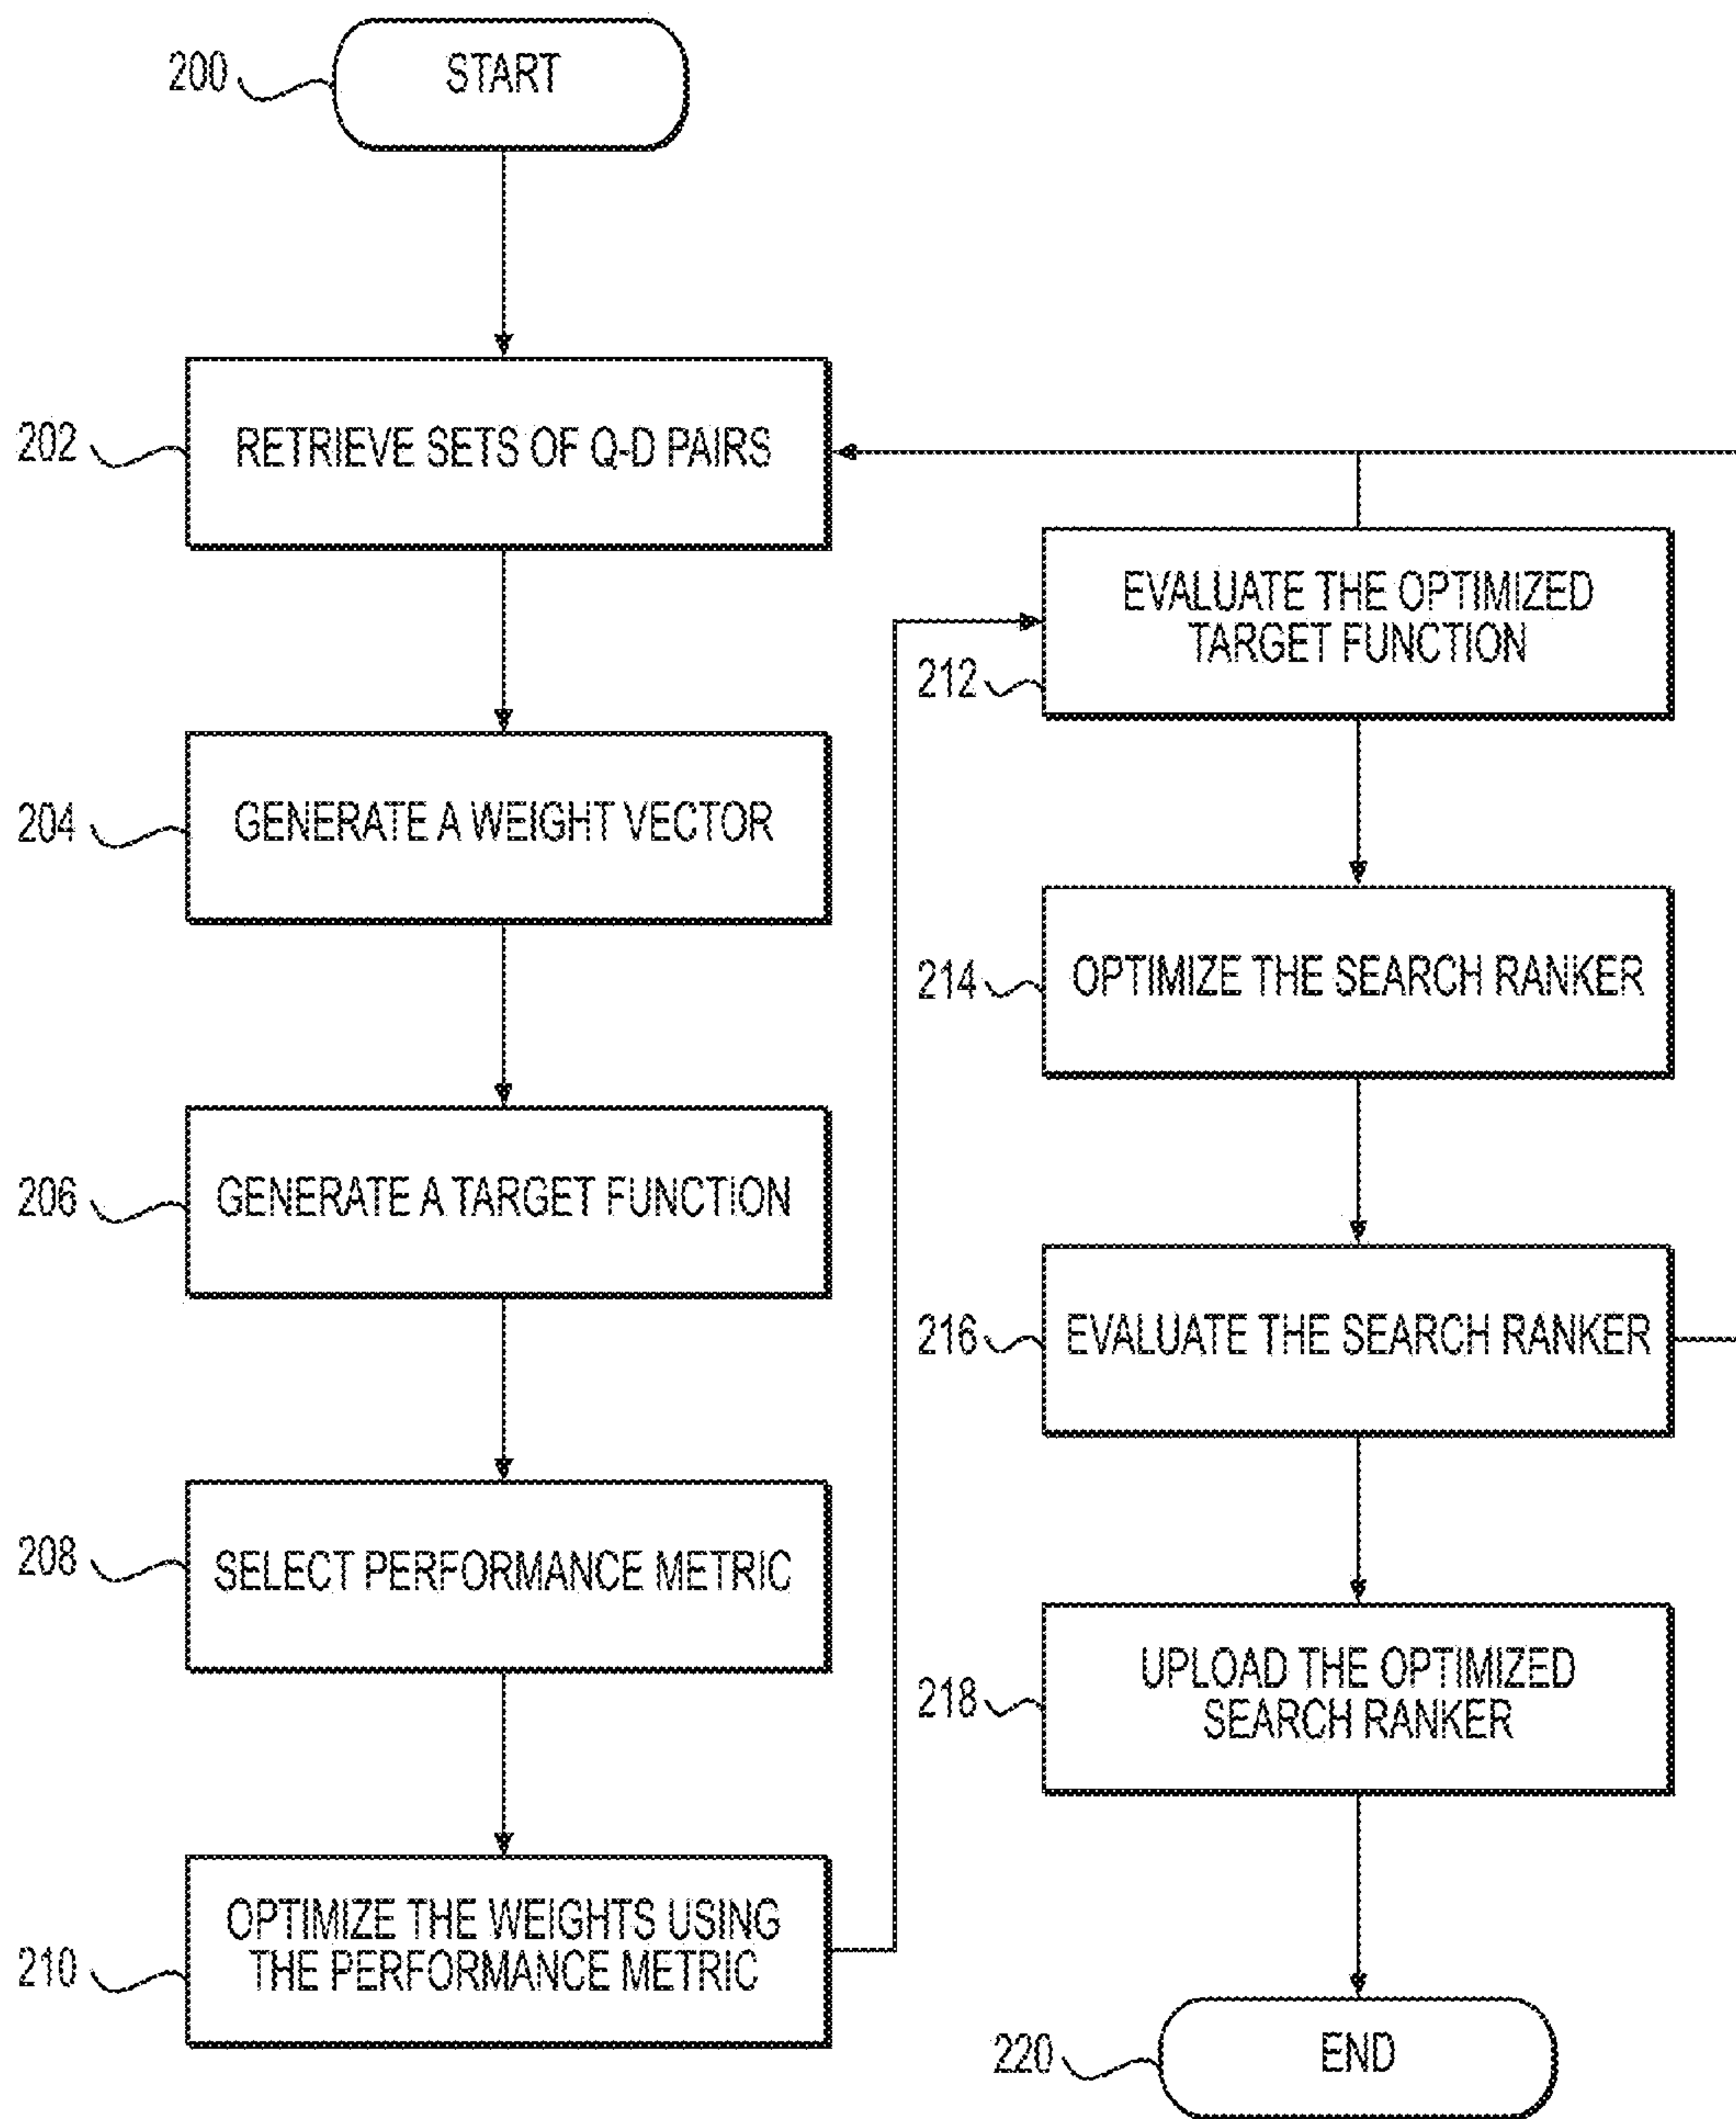 200
START
202
RETRIEVE SETS OF Q-D PAIRS
204
GENERATE A WEIGHT VECTOR
206
GENERATE A TARGET FUNCTION
208
SELECT PERFORMANCE METRIC
210
OPTIMIZE THE WEIGHTS USING
THE PERFORMANCE METRIC
212
EVALUATE THE OPTIMIZED
TARGET FUNCTION
214
OPTIMIZE THE SEARCH RANKER
216
EVALUATE THE SEARCH RANKER
218
UPLOAD THE OPTIMIZED
SEARCH RANKER
220
END